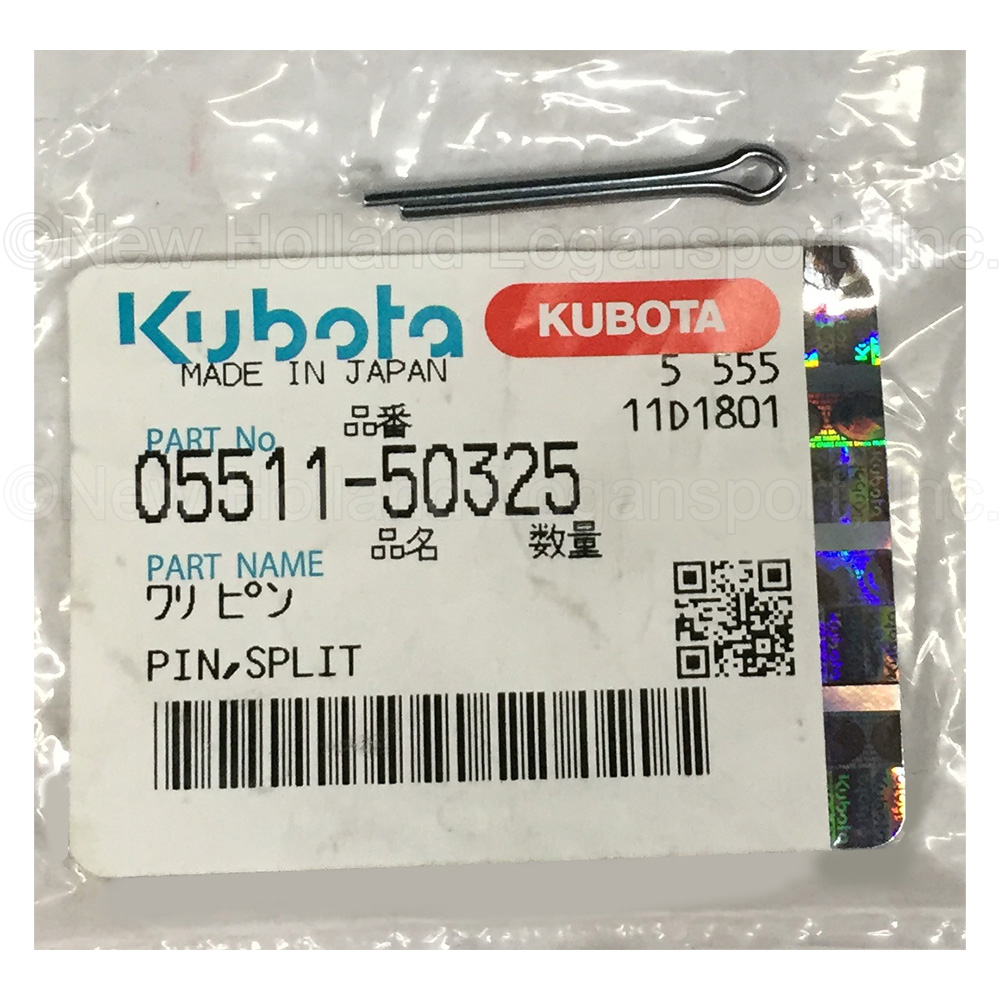 ©New Holland Logansport, Inc.
Kubota KUBOTA
MADE IN JAPAN 5 555
品番 11D1801
PART No.
05511-50325
品名 数量
PART NAME
ワリ ピン
PIN,SPLIT
©New Holland Logansport, Inc.
Kubota